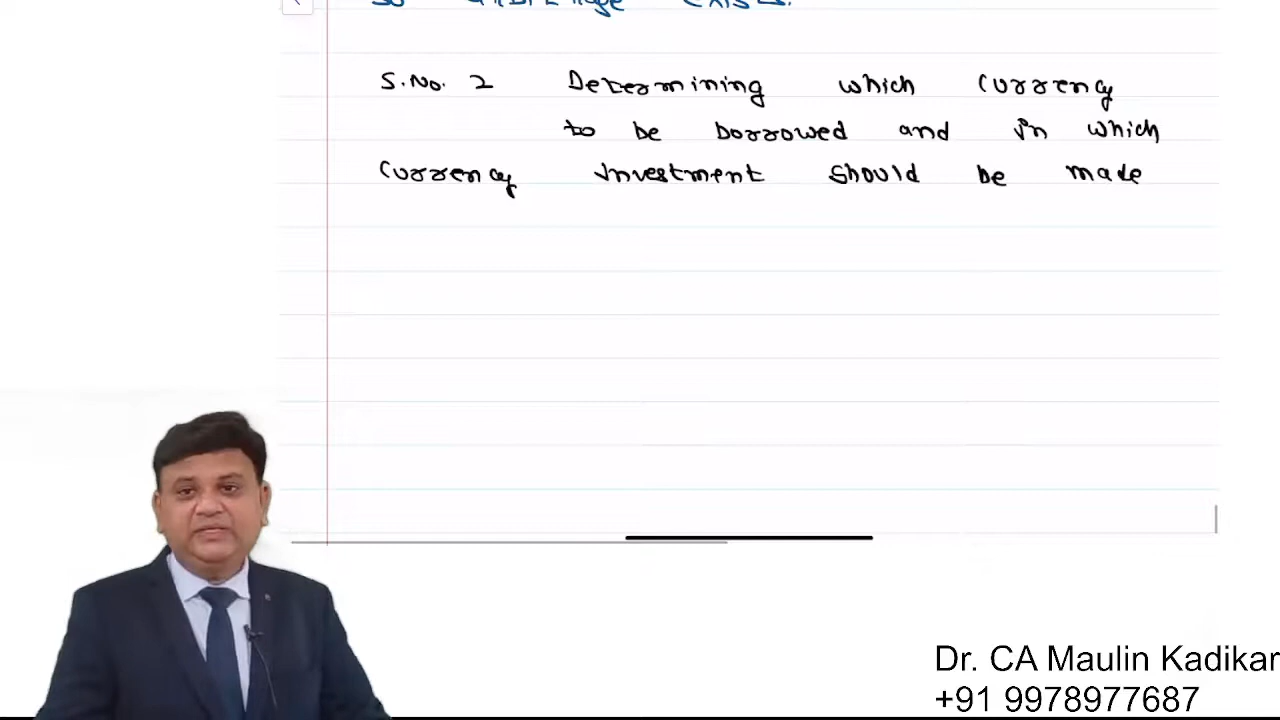 S.No. 2 Determining which currency
to be borrowed and in which
currency investment should be made
Dr. CA Maulin Kadikar
+91 9978977687